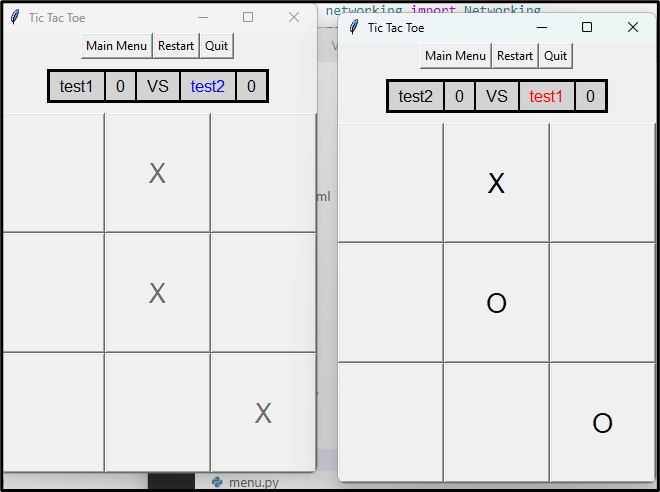 Tic Tac Toe
Main Menu Restart Quit
test1 0 VS test2 0
X
X
X
networking import Networking
Tic Tac Toe
Main Menu Restart Quit
test2 0 VS test1 0
X
O
O
ml
menu.py